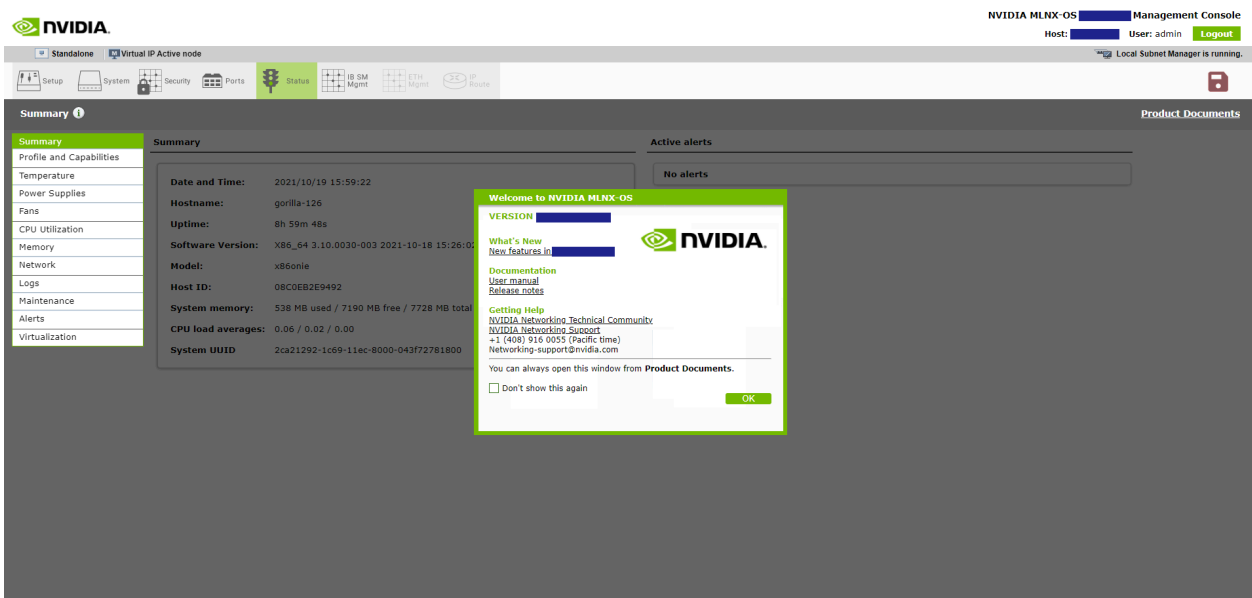 NVIDIA.
NVIDIA MLNX-OS Management Console
Host: User: admin Logout
Standalone Virtual IP Active node
Local Subnet Manager is running.
Setup System Security Ports Status IB SM Mgmt ETH Mgmt IP Route
Summary
Product Documents
Summary
Profile and Capabilities
Temperature
Power Supplies
Fans
CPU Utilization
Memory
Network
Logs
Maintenance
Alerts
Virtualization
Summary
Date and Time: 2021/10/19 15:59:22
Hostname: gorilla-126
Uptime: 8h 59m 48s
Software Version: X86_64 3.10.0030-003 2021-10-18 15:26:02
Model: x86onie
Host ID: 08C0EB2E9492
System memory: 538 MB used / 7190 MB free / 7728 MB total
CPU load averages: 0.06 / 0.02 / 0.00
System UUID 2ca21292-1c69-11ec-8000-043f72781800
Active alerts
No alerts
Welcome to NVIDIA MLNX-OS
VERSION
NVIDIA.
What's New
New features in
Documentation
User manual
Release notes
Getting Help
NVIDIA Networking Technical Community
NVIDIA Networking Support
+1 (408) 916 0055 (Pacific time)
Networking-support@nvidia.com
You can always open this window from Product Documents.
Don't show this again
OK